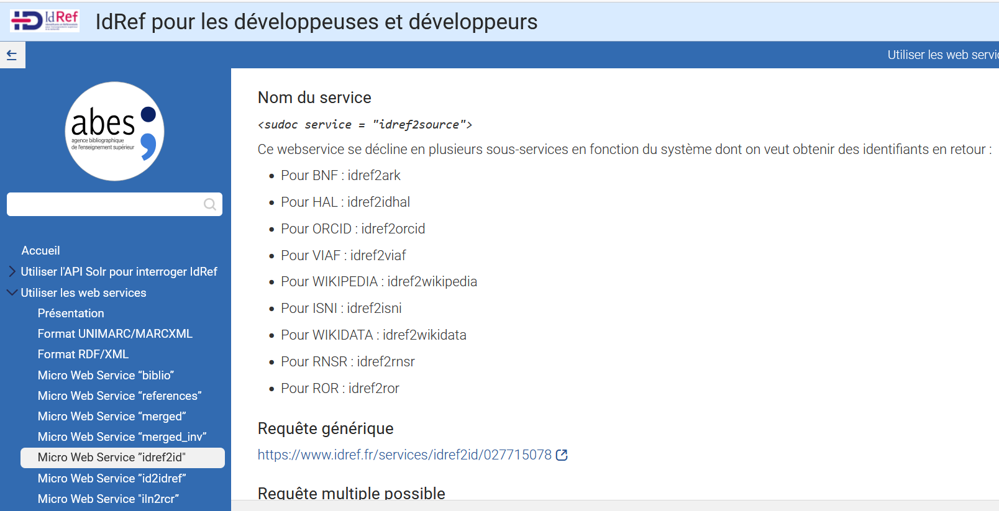 IdRef
IdRef pour les développeuses et développeurs
Utiliser les web servic
abes
agence bibliographique
de l'enseignement supérieur
Accueil
Utiliser l'API Solr pour interroger IdRef
Utiliser les web services
Présentation
Format UNIMARC/MARCXML
Format RDF/XML
Micro Web Service “biblio”
Micro Web Service “references”
Micro Web Service “merged”
Micro Web Service “merged_inv”
Micro Web Service ”idref2id"
Micro Web Service ”id2idref”
Micro Web Service "iln2rcr”
Nom du service
<sudoc service = "idref2source">
Ce webservice se décline en plusieurs sous-services en fonction du système dont on veut obtenir des identifiants en retour :
• Pour BNF : idref2ark
• Pour HAL : idref2idhal
• Pour ORCID : idref2orcid
• Pour VIAF : idref2viaf
• Pour WIKIPEDIA : idref2wikipedia
• Pour ISNI : idref2isni
• Pour WIKIDATA : idref2wikidata
• Pour RNSR : idref2rnsr
• Pour ROR : idref2ror
Requête générique
https://www.idref.fr/services/idref2id/027715078
Requête multiple possible